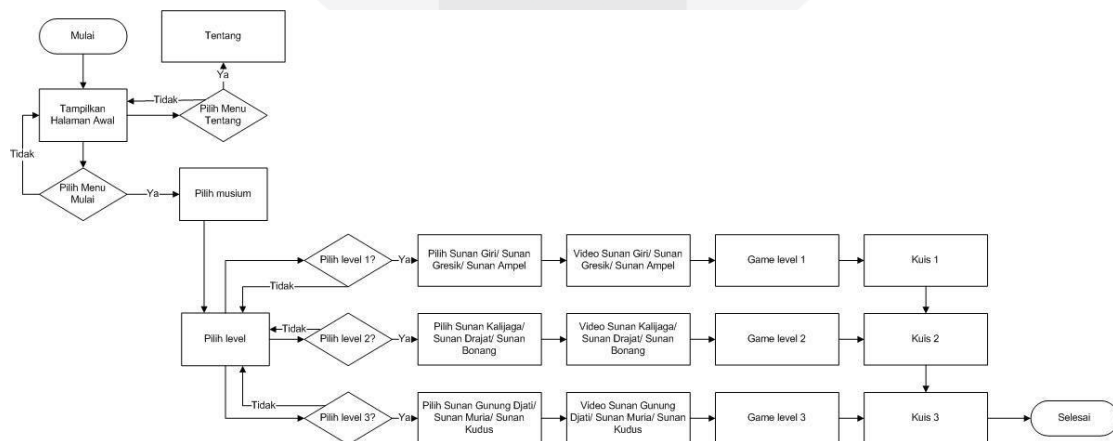 Mulai
Tentang
Ya
Tidak
Tampilkan
Halaman Awal
Pilih Menu
Tentang
Tidak
Pilih Menu
Mulai
Ya
Pilih musium
Pilih level 1?
Ya
Pilih Sunan Giri/ Sunan
Gresik/ Sunan Ampel
Video Sunan Giri/ Sunan
Gresik/ Sunan Ampel
Game level 1
Kuis 1
Tidak
Pilih level
Tidak
Pilih level 2?
Ya
Pilih Sunan Kalijaga/
Sunan Drajat/ Sunan
Bonang
Video Sunan Kalijaga/
Sunan Drajat/ Sunan
Bonang
Game level 2
Kuis 2
Tidak
Pilih level 3?
Ya
Pilih Sunan Gunung Djati/
Sunan Muria/ Sunan
Kudus
Video Sunan Gunung
Djati/ Sunan Muria/ Sunan
Kudus
Game level 3
Kuis 3
Selesai